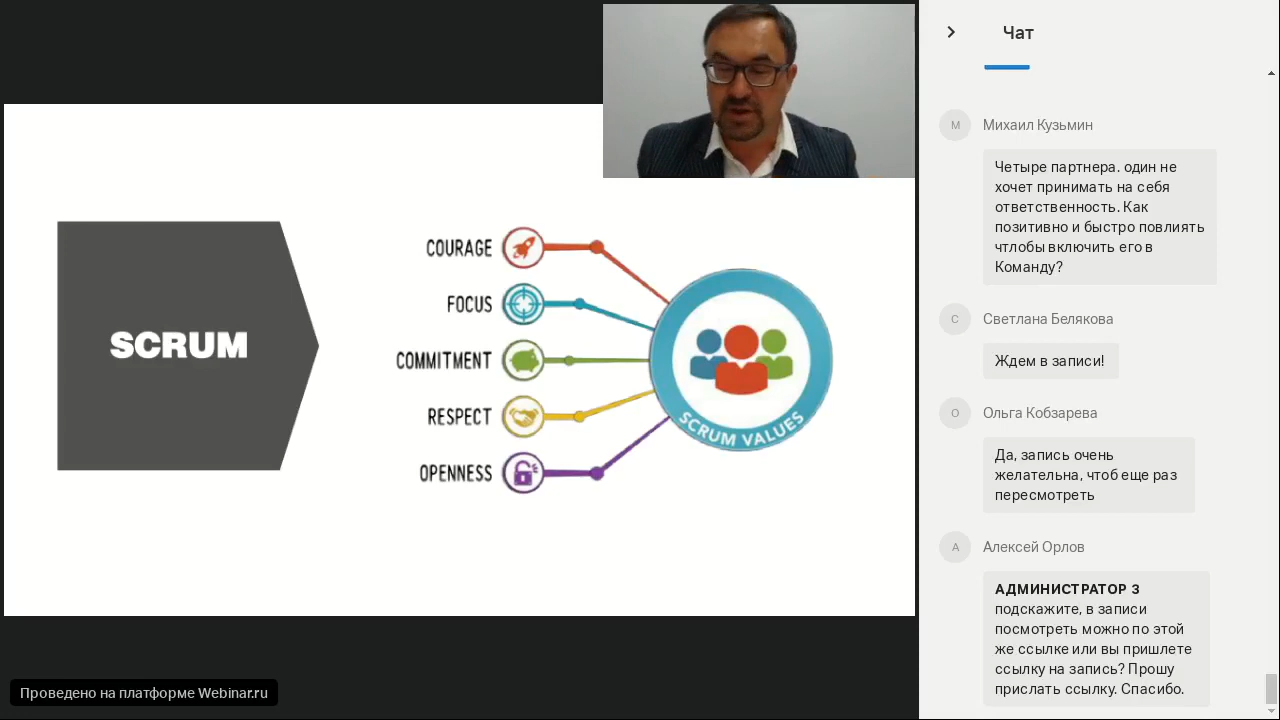 SCRUM
COURAGE
FOCUS
COMMITMENT
RESPECT
OPENNESS
SCRUM VALUES
Проведено на платформе Webinar.ru
Чат
М
Михаил Кузьмин
Четыре партнера. один не
хочет принимать на себя
ответственность. Как
позитивно и быстро повлиять
чтлобы включить его в
Команду?
С
Светлана Белякова
Ждем в записи!
О
Ольга Кобзарева
Да, запись очень
желательна, чтоб еще раз
пересмотреть
А
Алексей Орлов
АДМИНИСТРАТОР 3
подскажите, в записи
посмотреть можно по этой
же ссылке или вы пришлете
ссылку на запись? Прошу
прислать ссылку. Спасибо.